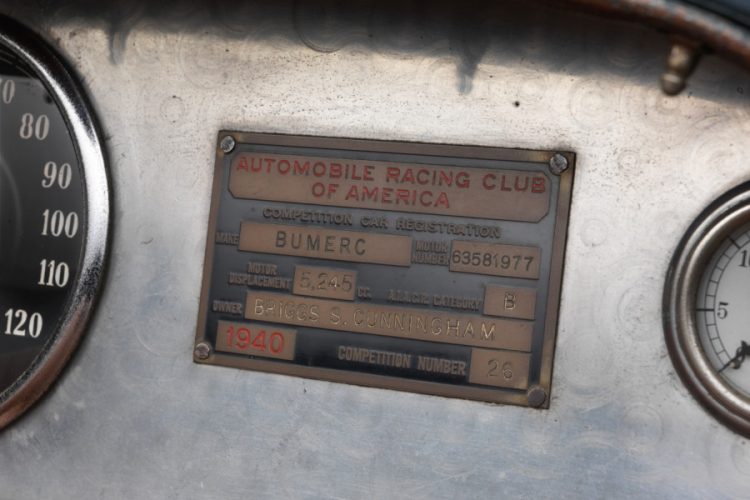 70
80
90
100
110
120
AUTOMOBILE RACING CLUB
OF AMERICA
COMPETITION CAR REGISTRATION
MAKE BUMERC MOTOR NUMBER 63581977
MOTOR DISPLACEMENT 5,245 CC. A.R.A.C.A. CATEGORY B
OWNER BRIGGS S. CUNNINGHAM
1940 COMPETITION NUMBER 26
10
5